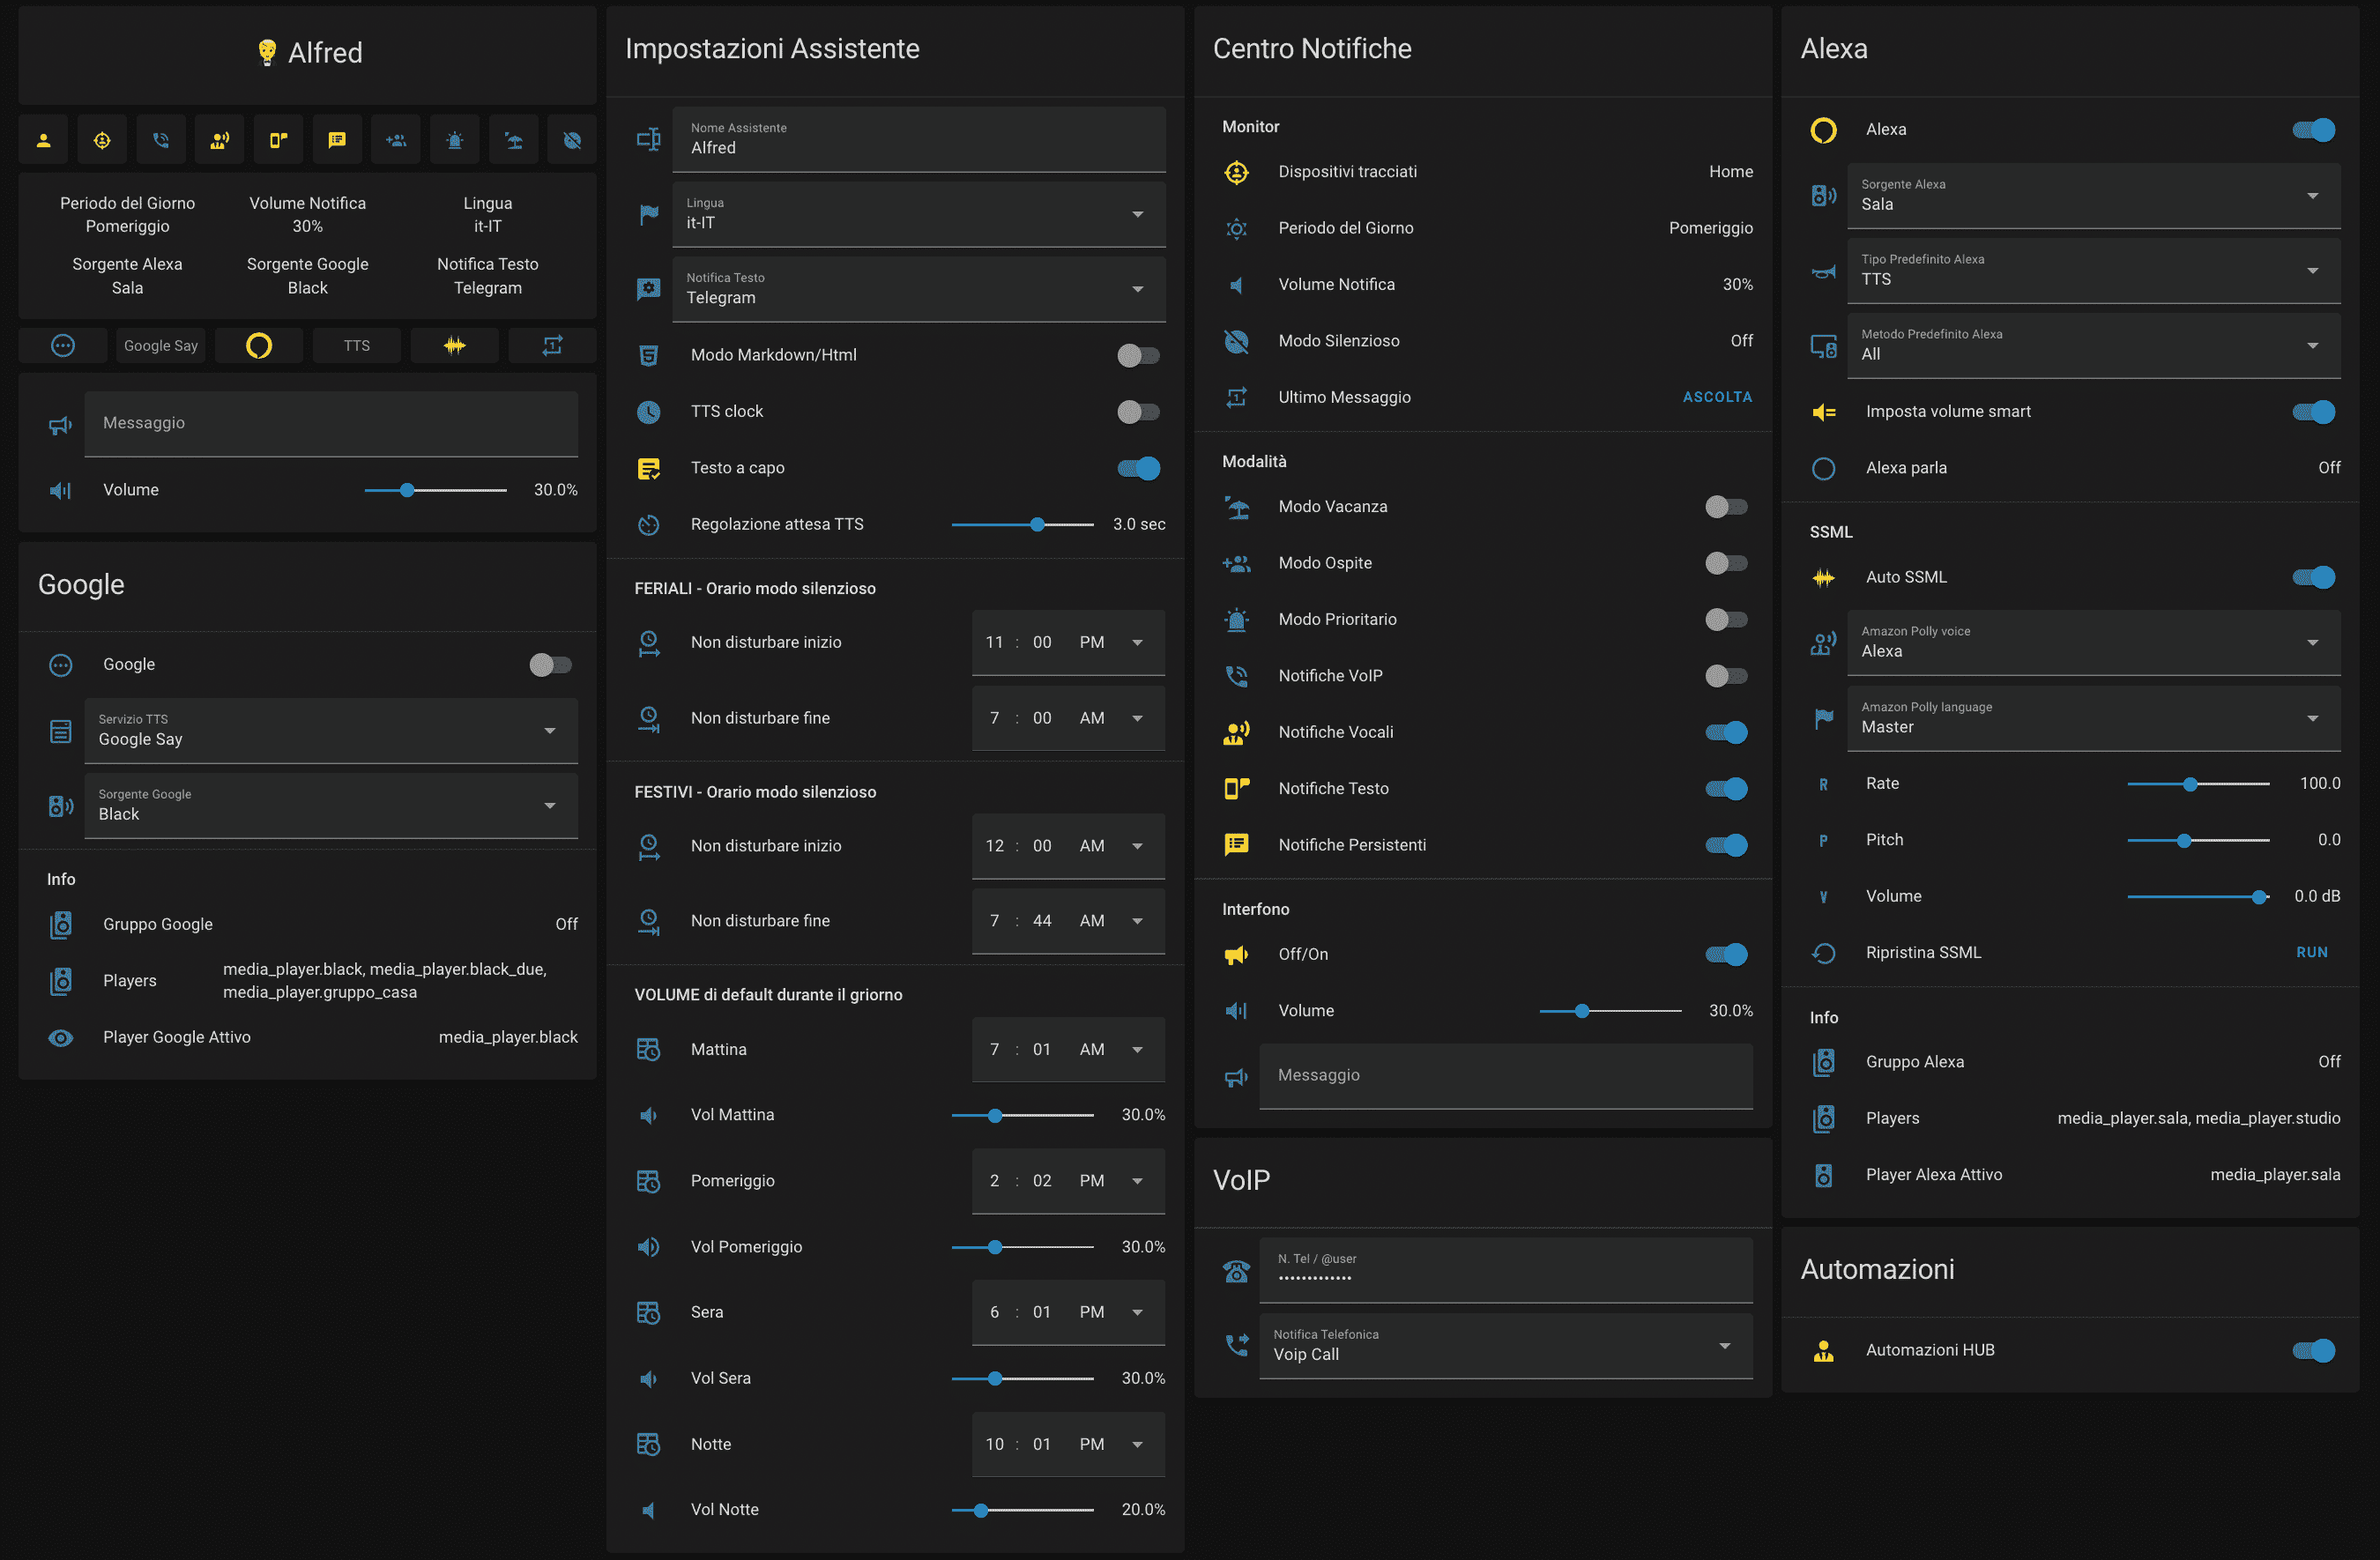 Alfred
Periodo del Giorno
Pomeriggio
Volume Notifica
30%
Lingua
it-IT
Sorgente Alexa
Sala
Sorgente Google
Black
Notifica Testo
Telegram
Google Say
TTS
Messaggio
Volume 30.0%
Google
Google
Servizio TTS
Google Say
Sorgente Google
Black
Info
Gruppo Google Off
Players media_player.black, media_player.black_due,
media_player.gruppo_casa
Player Google Attivo media_player.black
Impostazioni Assistente
Nome Assistente
Alfred
Lingua
it-IT
Notifica Testo
Telegram
Modo Markdown/Html
TTS clock
Testo a capo
Regolazione attesa TTS 3.0 sec
FERIALI - Orario modo silenzioso
Non disturbare inizio 11 : 00 PM
Non disturbare fine 7 : 00 AM
FESTIVI - Orario modo silenzioso
Non disturbare inizio 12 : 00 AM
Non disturbare fine 7 : 44 AM
VOLUME di default durante il griorno
Mattina 7 : 01 AM
Vol Mattina 30.0%
Pomeriggio 2 : 02 PM
Vol Pomeriggio 30.0%
Sera 6 : 01 PM
Vol Sera 30.0%
Notte 10 : 01 PM
Vol Notte 20.0%
Centro Notifiche
Monitor
Dispositivi tracciati Home
Periodo del Giorno Pomeriggio
Volume Notifica 30%
Modo Silenzioso Off
Ultimo Messaggio ASCOLTA
Modalità
Modo Vacanza
Modo Ospite
Modo Prioritario
Notifiche VoIP
Notifiche Vocali
Notifiche Testo
Notifiche Persistenti
Interfono
Off/On
Volume 30.0%
Messaggio
VoIP
N. Tel / @user
•••••••••••••
Notifica Telefonica
Voip Call
Alexa
Alexa
Sorgente Alexa
Sala
Tipo Predefinito Alexa
TTS
Metodo Predefinito Alexa
All
Imposta volume smart
Alexa parla Off
SSML
Auto SSML
Amazon Polly voice
Alexa
Amazon Polly language
Master
R Rate 100.0
P Pitch 0.0
V Volume 0.0 dB
Ripristina SSML RUN
Info
Gruppo Alexa Off
Players media_player.sala, media_player.studio
Player Alexa Attivo media_player.sala
Automazioni
Automazioni HUB